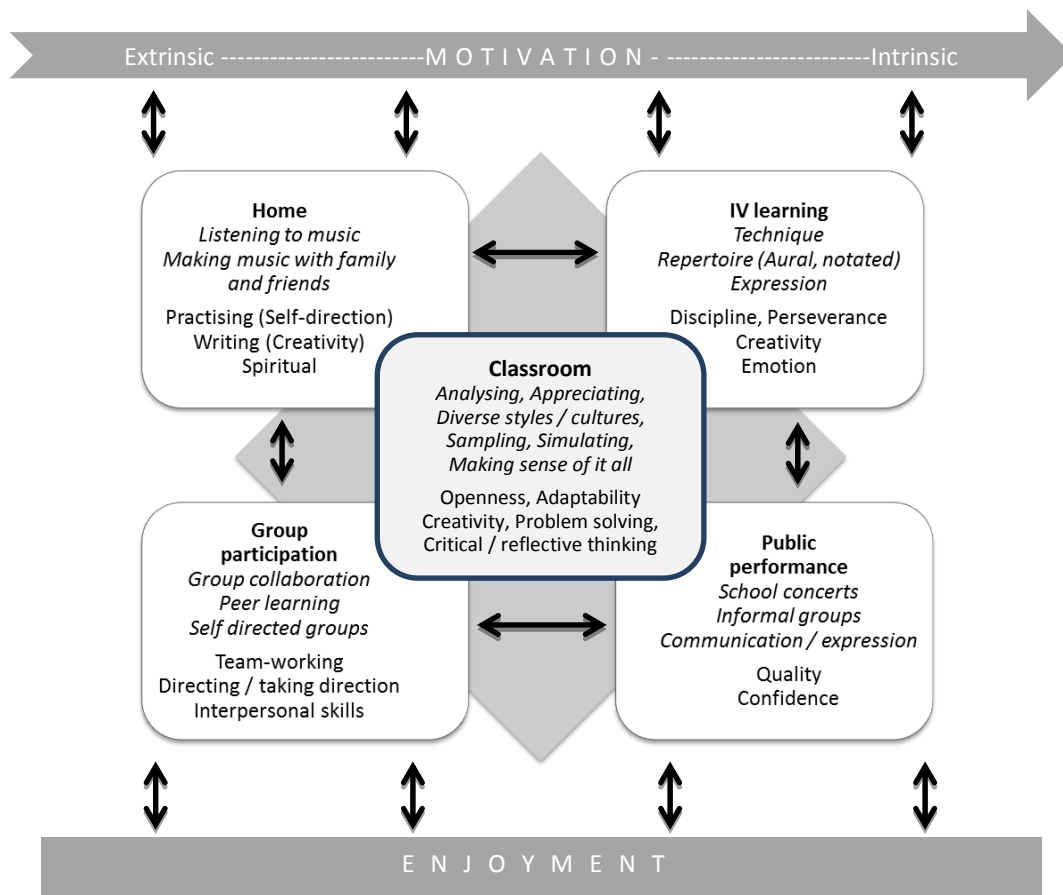 Extrinsic -------------------------M O T I V A T I O N - -------------------------Intrinsic
Home
Listening to music
Making music with family
and friends
Practising (Self-direction)
Writing (Creativity)
Spiritual
IV learning
Technique
Repertoire (Aural, notated)
Expression
Discipline, Perseverance
Creativity
Emotion
Classroom
Analysing, Appreciating,
Diverse styles / cultures,
Sampling, Simulating,
Making sense of it all
Openness, Adaptability
Creativity, Problem solving,
Critical / reflective thinking
Group
participation
Group collaboration
Peer learning
Self directed groups
Team-working
Directing / taking direction
Interpersonal skills
Public
performance
School concerts
Informal groups
Communication / expression
Quality
Confidence
E N J O Y M E N T